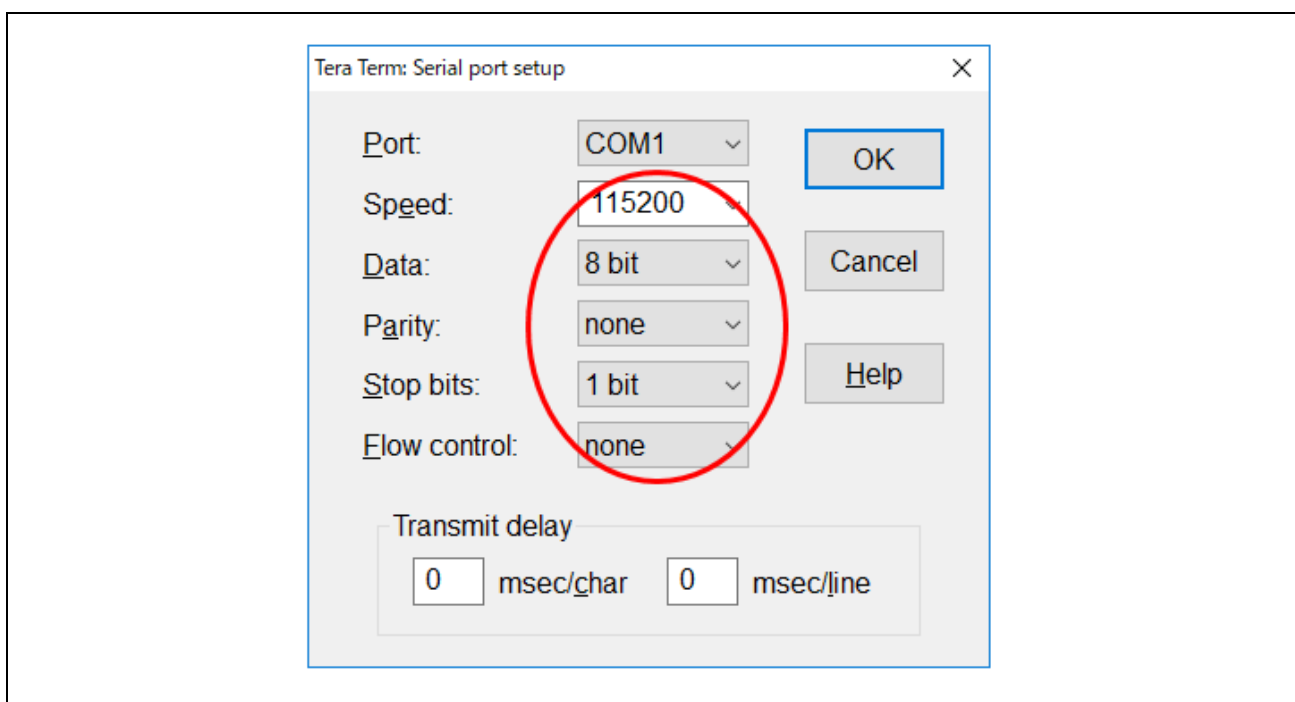 Tera Term: Serial port setup
Port: COM1 OK
Speed: 115200
Data: 8 bit Cancel
Parity: none
Stop bits: 1 bit Help
Flow control: none
Transmit delay
0 msec/char 0 msec/line